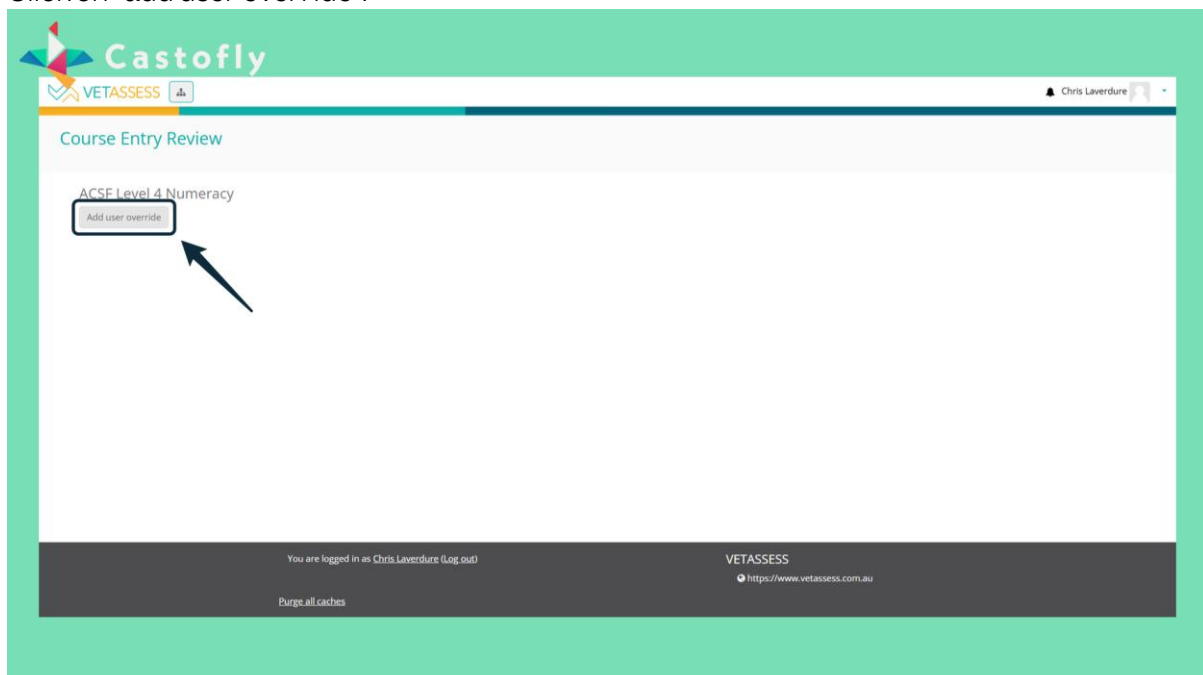 Castofly
VETASSESS
Chris Laverdure
Course Entry Review
ACSF Level 4 Numeracy
Add user override
You are logged in as Chris Laverdure (Log out)
VETASSESS
https://www.vetassess.com.au
Purge all caches